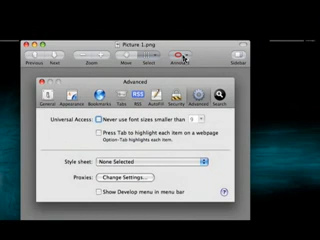 Picture 1.png
Previous Next Zoom Move Select Annotate Sidebar
Advanced
General Appearance Bookmarks Tabs RSS AutoFill Security Advanced Search
RSS
Universal Access: Never use font sizes smaller than 9
Press Tab to highlight each item on a webpage
Option-Tab highlights each item.
Style sheet: None Selected
Proxies: Change Settings...
Show Develop menu in menu bar
?